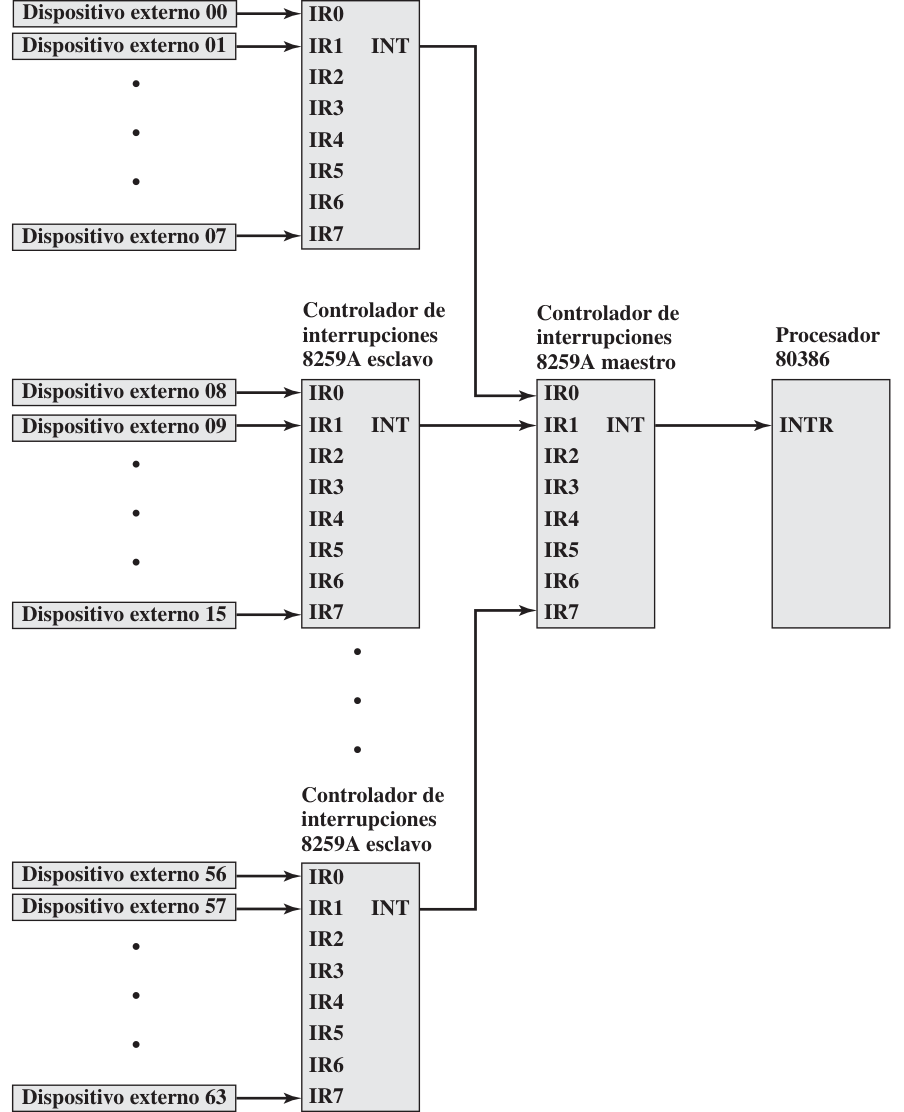 Dispositivo externo 00
Dispositivo externo 01
Dispositivo externo 07
IR0
IR1 INT
IR2
IR3
IR4
IR5
IR6
IR7
Controlador de
interrupciones
8259A esclavo
Dispositivo externo 08
Dispositivo externo 09
Dispositivo externo 15
IR0
IR1 INT
IR2
IR3
IR4
IR5
IR6
IR7
Controlador de
interrupciones
8259A maestro
IR0
IR1 INT
IR2
IR3
IR4
IR5
IR6
IR7
Procesador
80386
INTR
Controlador de
interrupciones
8259A esclavo
Dispositivo externo 56
Dispositivo externo 57
Dispositivo externo 63
IR0
IR1 INT
IR2
IR3
IR4
IR5
IR6
IR7